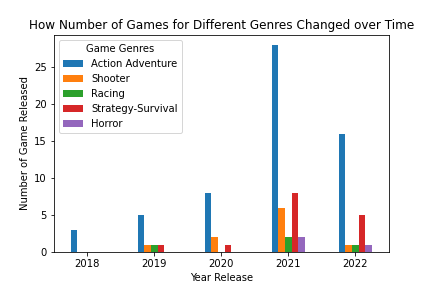 How Number of Games for Different Genres Changed over Time
Game Genres
Action Adventure
Shooter
Racing
Strategy-Survival
Horror
Number of Game Released
25
20
15
10
5
0
2018 2019 2020 2021 2022
Year Release